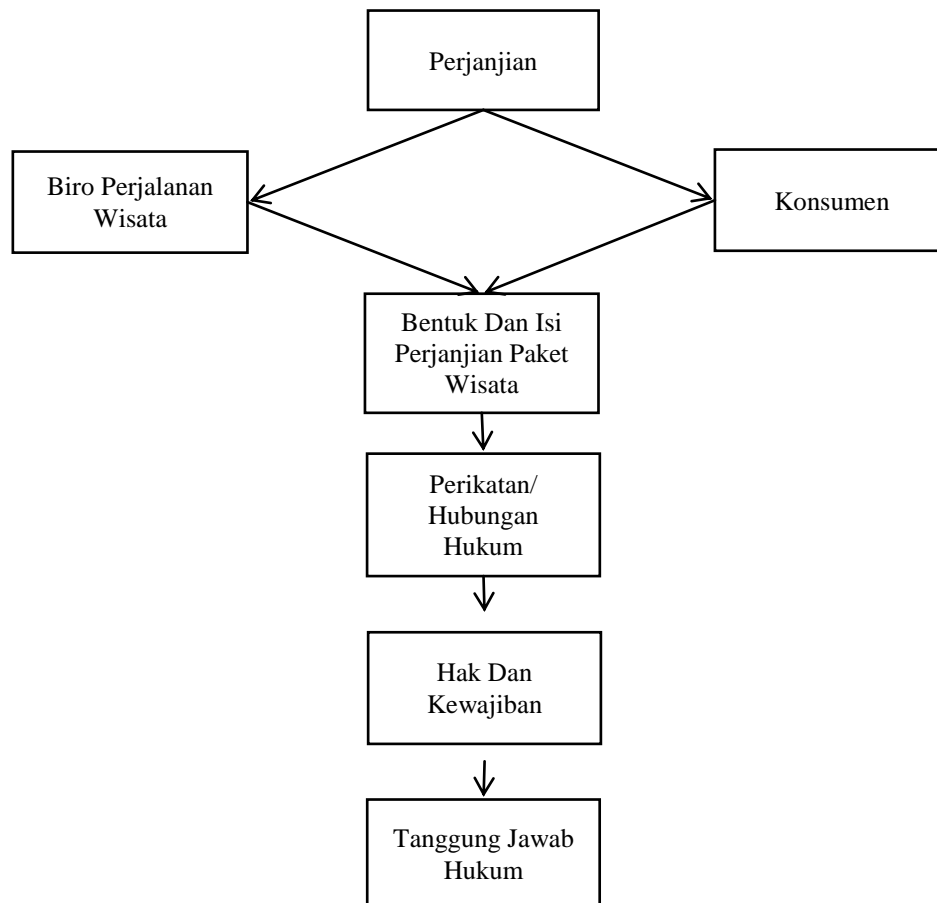 Perjanjian
Biro Perjalanan
Wisata
Konsumen
Bentuk Dan Isi
Perjanjian Paket
Wisata
Perikatan/
Hubungan
Hukum
Hak Dan
Kewajiban
Tanggung Jawab
Hukum